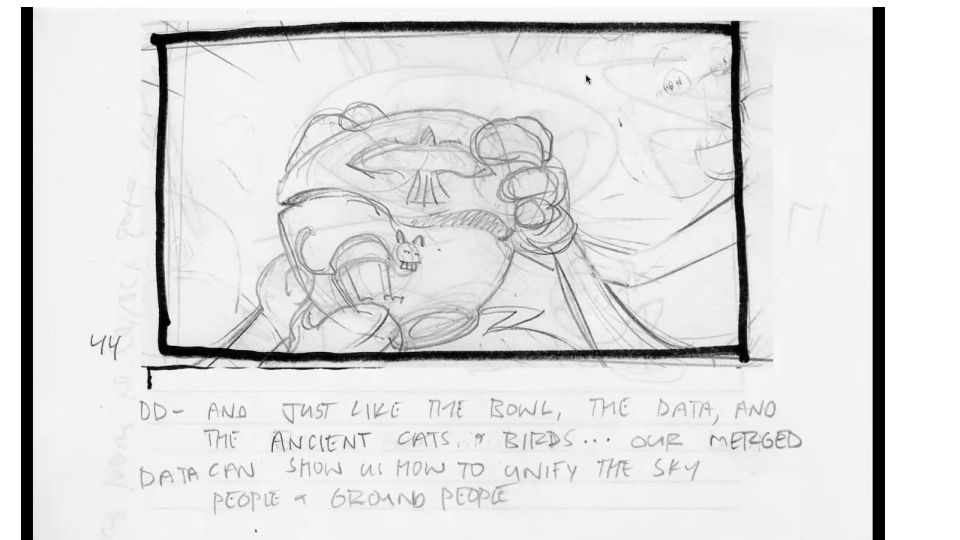 44
DD- AND JUST LIKE THE BOWL, THE DATA, AND
THE ANCIENT CATS & BIRDS... OUR MERGED
DATA CAN SHOW US HOW TO UNIFY THE SKY
PEOPLE & GROUND PEOPLE